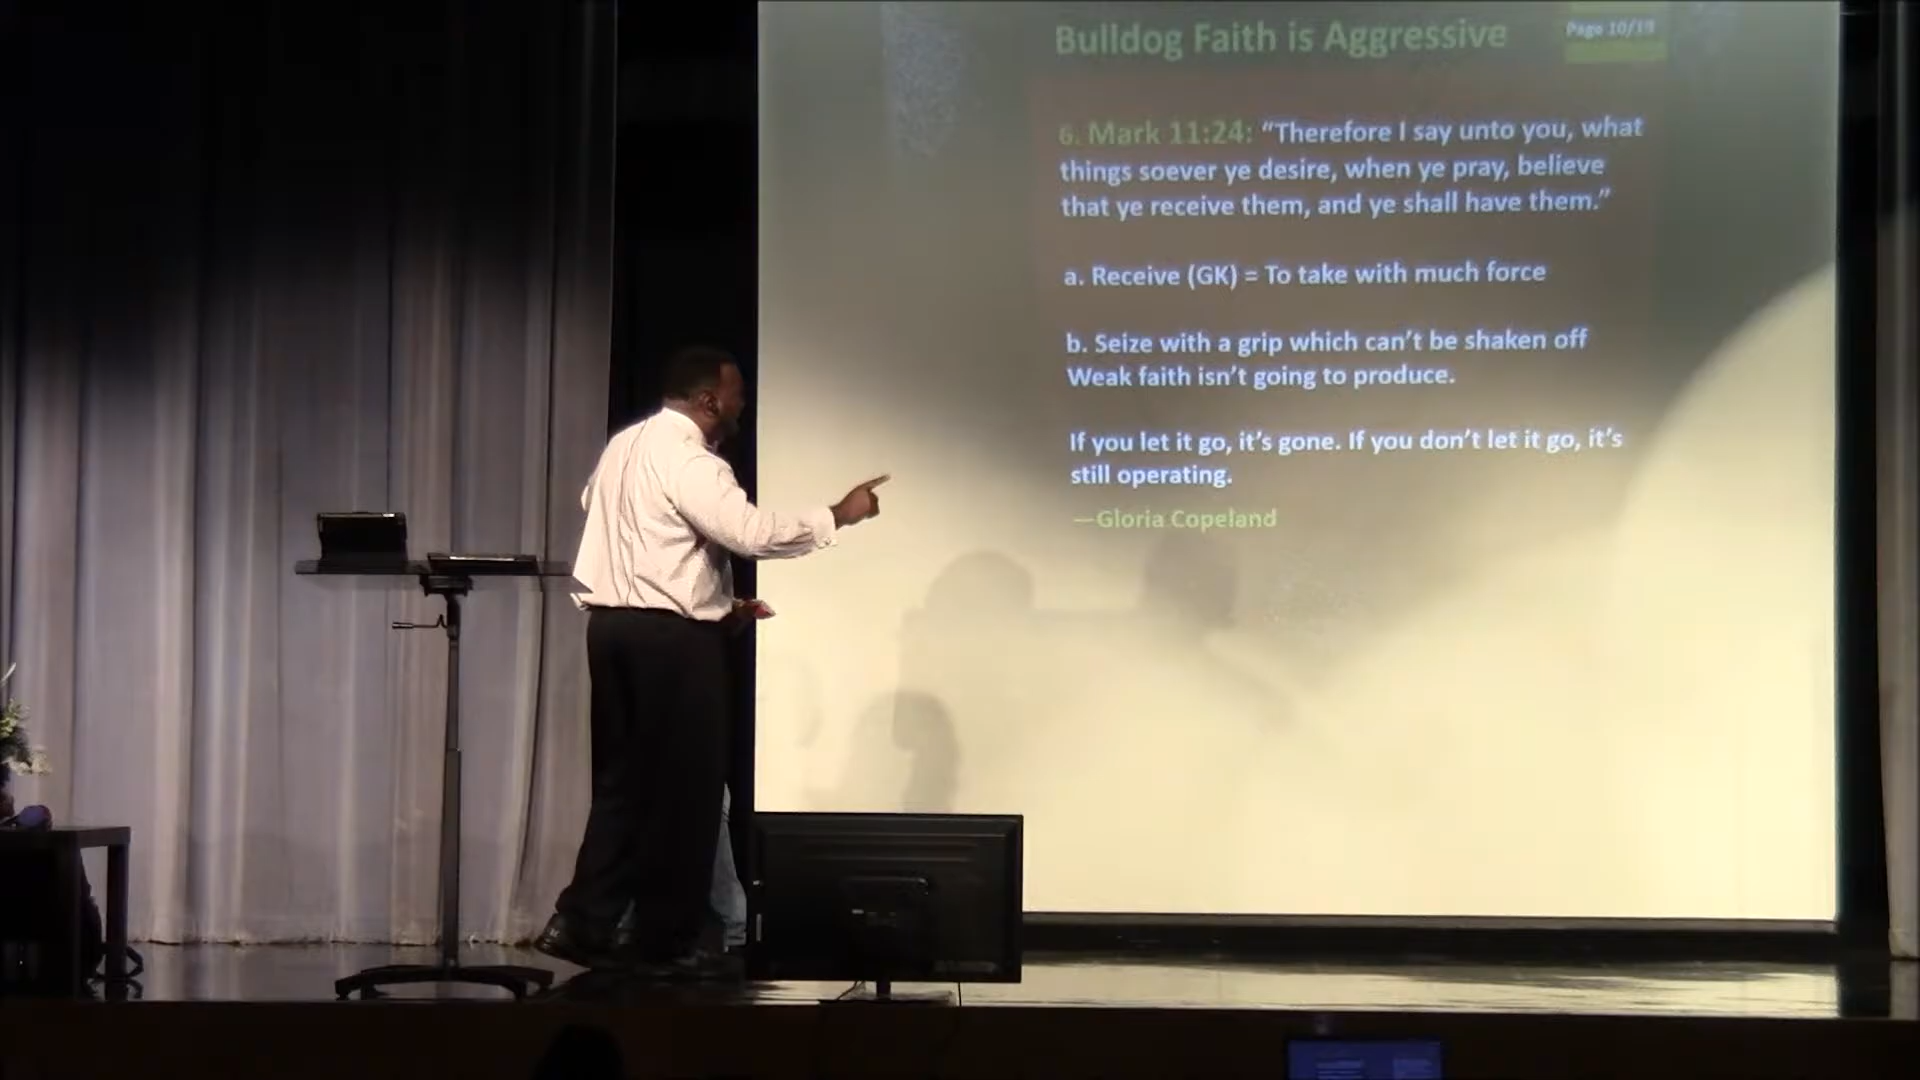 Bulldog Faith is Aggressive
Page 10/19
6. Mark 11:24: “Therefore I say unto you, what
things soever ye desire, when ye pray, believe
that ye receive them, and ye shall have them.”
a. Receive (GK) = To take with much force
b. Seize with a grip which can’t be shaken off
Weak faith isn’t going to produce.
If you let it go, it’s gone. If you don’t let it go, it’s
still operating.
—Gloria Copeland